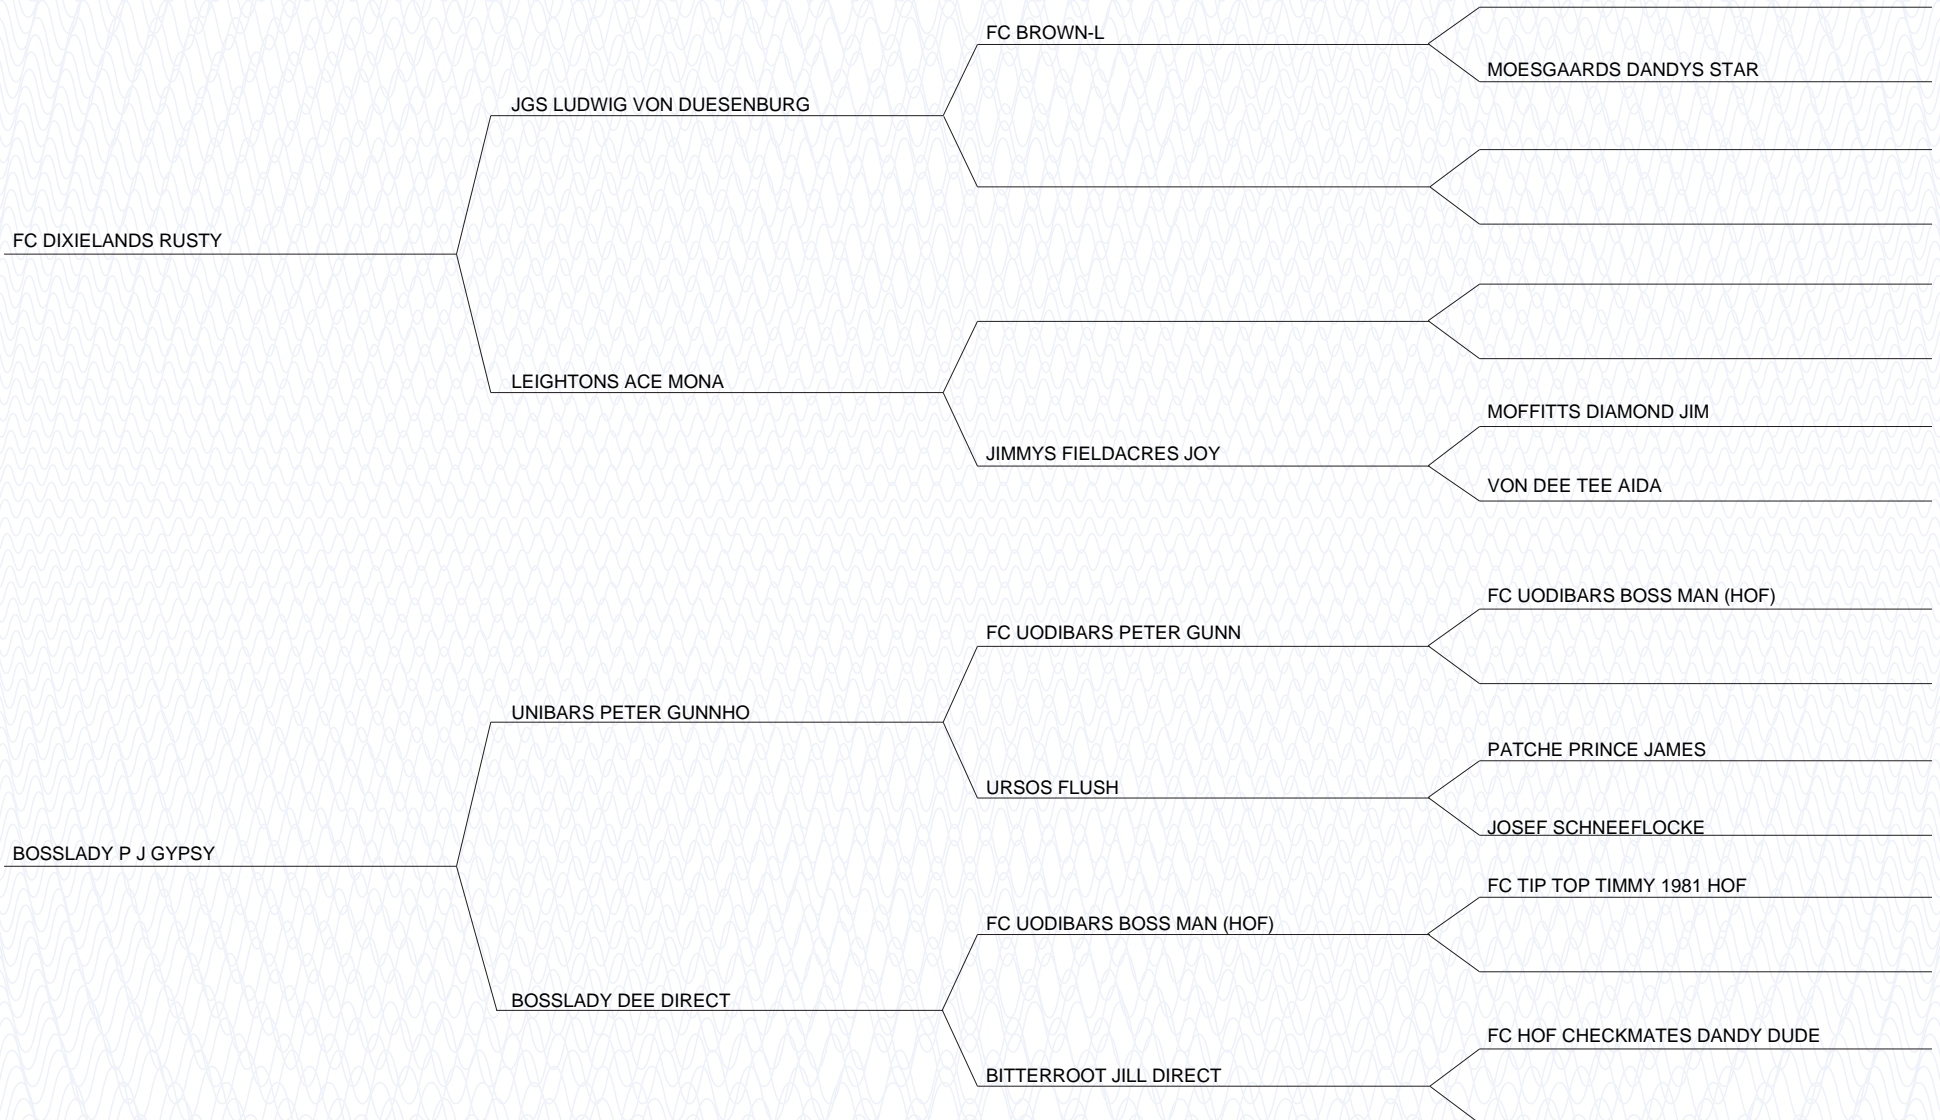 FC BROWN-L
MOESGAARDS DANDYS STAR
JGS LUDWIG VON DUESENBURG
FC DIXIELANDS RUSTY
LEIGHTONS ACE MONA
MOFFITTS DIAMOND JIM
JIMMYS FIELDACRES JOY
VON DEE TEE AIDA
FC UODIBARS BOSS MAN (HOF)
FC UODIBARS PETER GUNN
UNIBARS PETER GUNNHO
PATCHE PRINCE JAMES
URSOS FLUSH
JOSEF SCHNEEFLOCKE
BOSSLADY P J GYPSY
FC TIP TOP TIMMY 1981 HOF
FC UODIBARS BOSS MAN (HOF)
BOSSLADY DEE DIRECT
FC HOF CHECKMATES DANDY DUDE
BITTERROOT JILL DIRECT